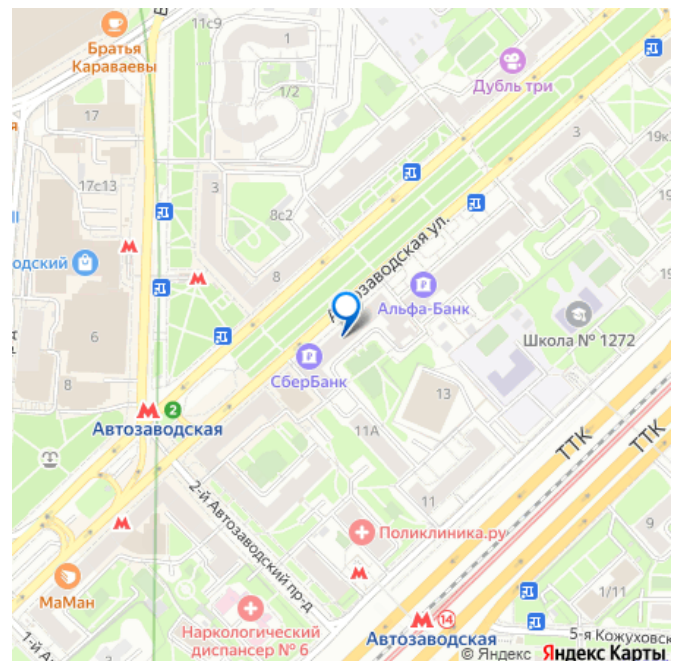 11с9
1
Братья
Караваевы
Дубль три
1/2
17
3
19к
17с13
3
8с2
19
Автозаводская ул.
8
одский
Альфа-Банк
6
Школа № 1272
СберБанк
8
13
М 2
Автозаводская
11А
ТТК
ТТК
2-й Автозаводский пр-д
11
9
Поликлиника.ру
МаМан
1/11
Наркологический
диспансер № 6
М 14
Автозаводская
5-я Кожуховск
1-й Ав
© Яндекс Яндекс Карты